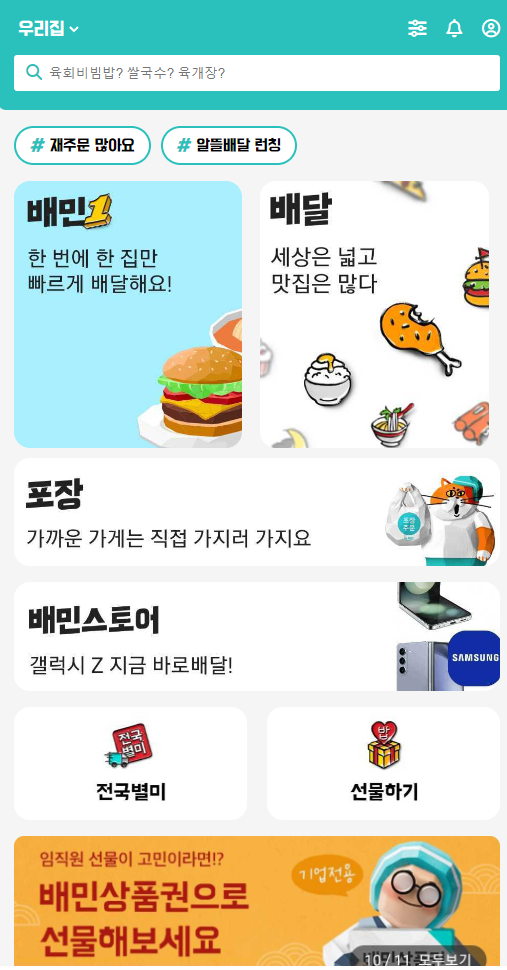 우리집
육회비빔밥? 쌀국수? 육개장?
# 재주문 많아요
# 알뜰배달 런칭
배민1
한 번에 한 집만
빠르게 배달해요!
배달
세상은 넓고
맛집은 많다
포장
가까운 가게는 직접 가지러 가지요
포장
주문
배민스토어
갤럭시 Z 지금 바로배달!
SAMSUNG
전국
별미
전국별미
밥
선물하기
임직원 선물이 고민이라면!?
배민상품권으로
선물해보세요
기업전용
10 / 11 모두보기